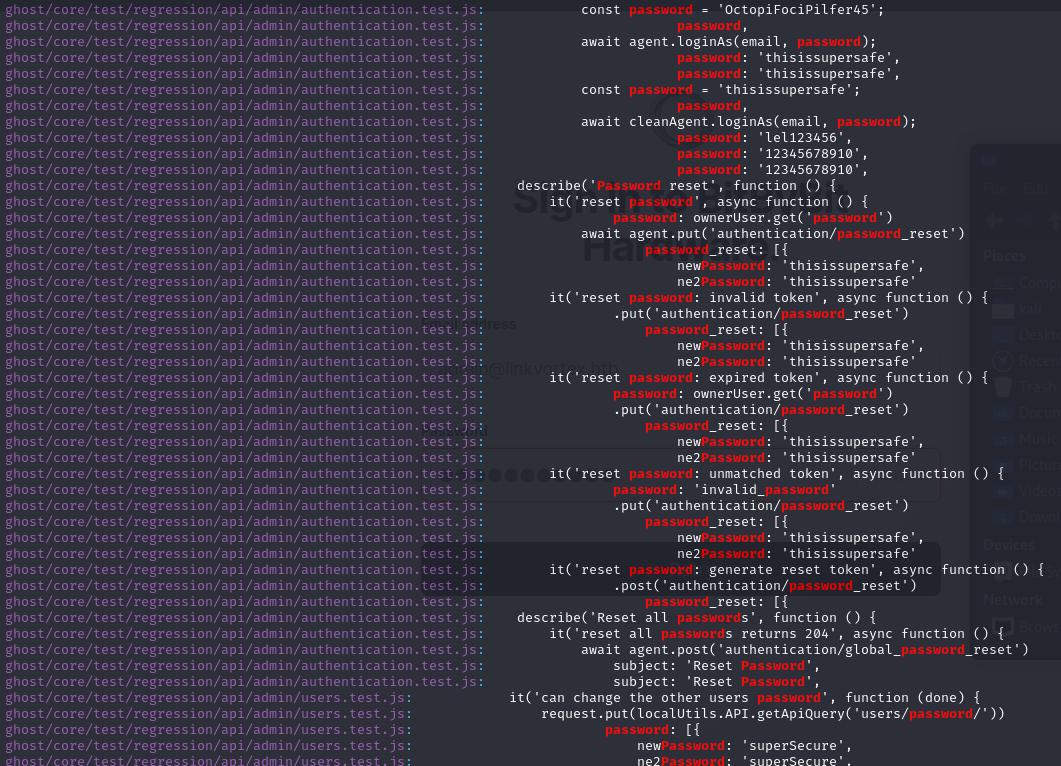 ghost/core/test/regression/api/admin/authentication.test.js:            const password = 'OctopiFociPilfer45';
ghost/core/test/regression/api/admin/authentication.test.js:                        password,
ghost/core/test/regression/api/admin/authentication.test.js:            await agent.loginAs(email, password);
ghost/core/test/regression/api/admin/authentication.test.js:                        password: 'thisissupersafe',
ghost/core/test/regression/api/admin/authentication.test.js:                        password: 'thisissupersafe',
ghost/core/test/regression/api/admin/authentication.test.js:            const password = 'thisissupersafe';
ghost/core/test/regression/api/admin/authentication.test.js:                        password,
ghost/core/test/regression/api/admin/authentication.test.js:            await cleanAgent.loginAs(email, password);
ghost/core/test/regression/api/admin/authentication.test.js:                        password: 'lel123456',
ghost/core/test/regression/api/admin/authentication.test.js:                        password: '12345678910',
ghost/core/test/regression/api/admin/authentication.test.js:                        password: '12345678910',
ghost/core/test/regression/api/admin/authentication.test.js:    describe('Password reset', function () {
ghost/core/test/regression/api/admin/authentication.test.js:        it('reset password', async function () {
ghost/core/test/regression/api/admin/authentication.test.js:                password: ownerUser.get('password')
ghost/core/test/regression/api/admin/authentication.test.js:            await agent.put('authentication/password_reset')
ghost/core/test/regression/api/admin/authentication.test.js:                    password_reset: [{
ghost/core/test/regression/api/admin/authentication.test.js:                        newPassword: 'thisissupersafe',
ghost/core/test/regression/api/admin/authentication.test.js:                        ne2Password: 'thisissupersafe'
ghost/core/test/regression/api/admin/authentication.test.js:        it('reset password: invalid token', async function () {
ghost/core/test/regression/api/admin/authentication.test.js:                .put('authentication/password_reset')
ghost/core/test/regression/api/admin/authentication.test.js:                    password_reset: [{
ghost/core/test/regression/api/admin/authentication.test.js:                        newPassword: 'thisissupersafe',
ghost/core/test/regression/api/admin/authentication.test.js:                        ne2Password: 'thisissupersafe'
ghost/core/test/regression/api/admin/authentication.test.js:        it('reset password: expired token', async function () {
ghost/core/test/regression/api/admin/authentication.test.js:                password: ownerUser.get('password')
ghost/core/test/regression/api/admin/authentication.test.js:                .put('authentication/password_reset')
ghost/core/test/regression/api/admin/authentication.test.js:                    password_reset: [{
ghost/core/test/regression/api/admin/authentication.test.js:                        newPassword: 'thisissupersafe',
ghost/core/test/regression/api/admin/authentication.test.js:                        ne2Password: 'thisissupersafe'
ghost/core/test/regression/api/admin/authentication.test.js:        it('reset password: unmatched token', async function () {
ghost/core/test/regression/api/admin/authentication.test.js:                password: 'invalid_password'
ghost/core/test/regression/api/admin/authentication.test.js:                .put('authentication/password_reset')
ghost/core/test/regression/api/admin/authentication.test.js:                    password_reset: [{
ghost/core/test/regression/api/admin/authentication.test.js:                        newPassword: 'thisissupersafe',
ghost/core/test/regression/api/admin/authentication.test.js:                        ne2Password: 'thisissupersafe'
ghost/core/test/regression/api/admin/authentication.test.js:        it('reset password: generate reset token', async function () {
ghost/core/test/regression/api/admin/authentication.test.js:                .post('authentication/password_reset')
ghost/core/test/regression/api/admin/authentication.test.js:                    password_reset: [{
ghost/core/test/regression/api/admin/authentication.test.js:    describe('Reset all passwords', function () {
ghost/core/test/regression/api/admin/authentication.test.js:        it('reset all passwords returns 204', async function () {
ghost/core/test/regression/api/admin/authentication.test.js:            await agent.post('authentication/global_password_reset')
ghost/core/test/regression/api/admin/authentication.test.js:                subject: 'Reset Password',
ghost/core/test/regression/api/admin/authentication.test.js:                subject: 'Reset Password',
ghost/core/test/regression/api/admin/users.test.js:            it('can change the other users password', function (done) {
ghost/core/test/regression/api/admin/users.test.js:                request.put(localUtils.API.getApiQuery('users/password/'))
ghost/core/test/regression/api/admin/users.test.js:                        password: [{
ghost/core/test/regression/api/admin/users.test.js:                            newPassword: 'superSecure',
ghost/core/test/regression/api/admin/users.test.js:                            ne2Password: 'superSecure',